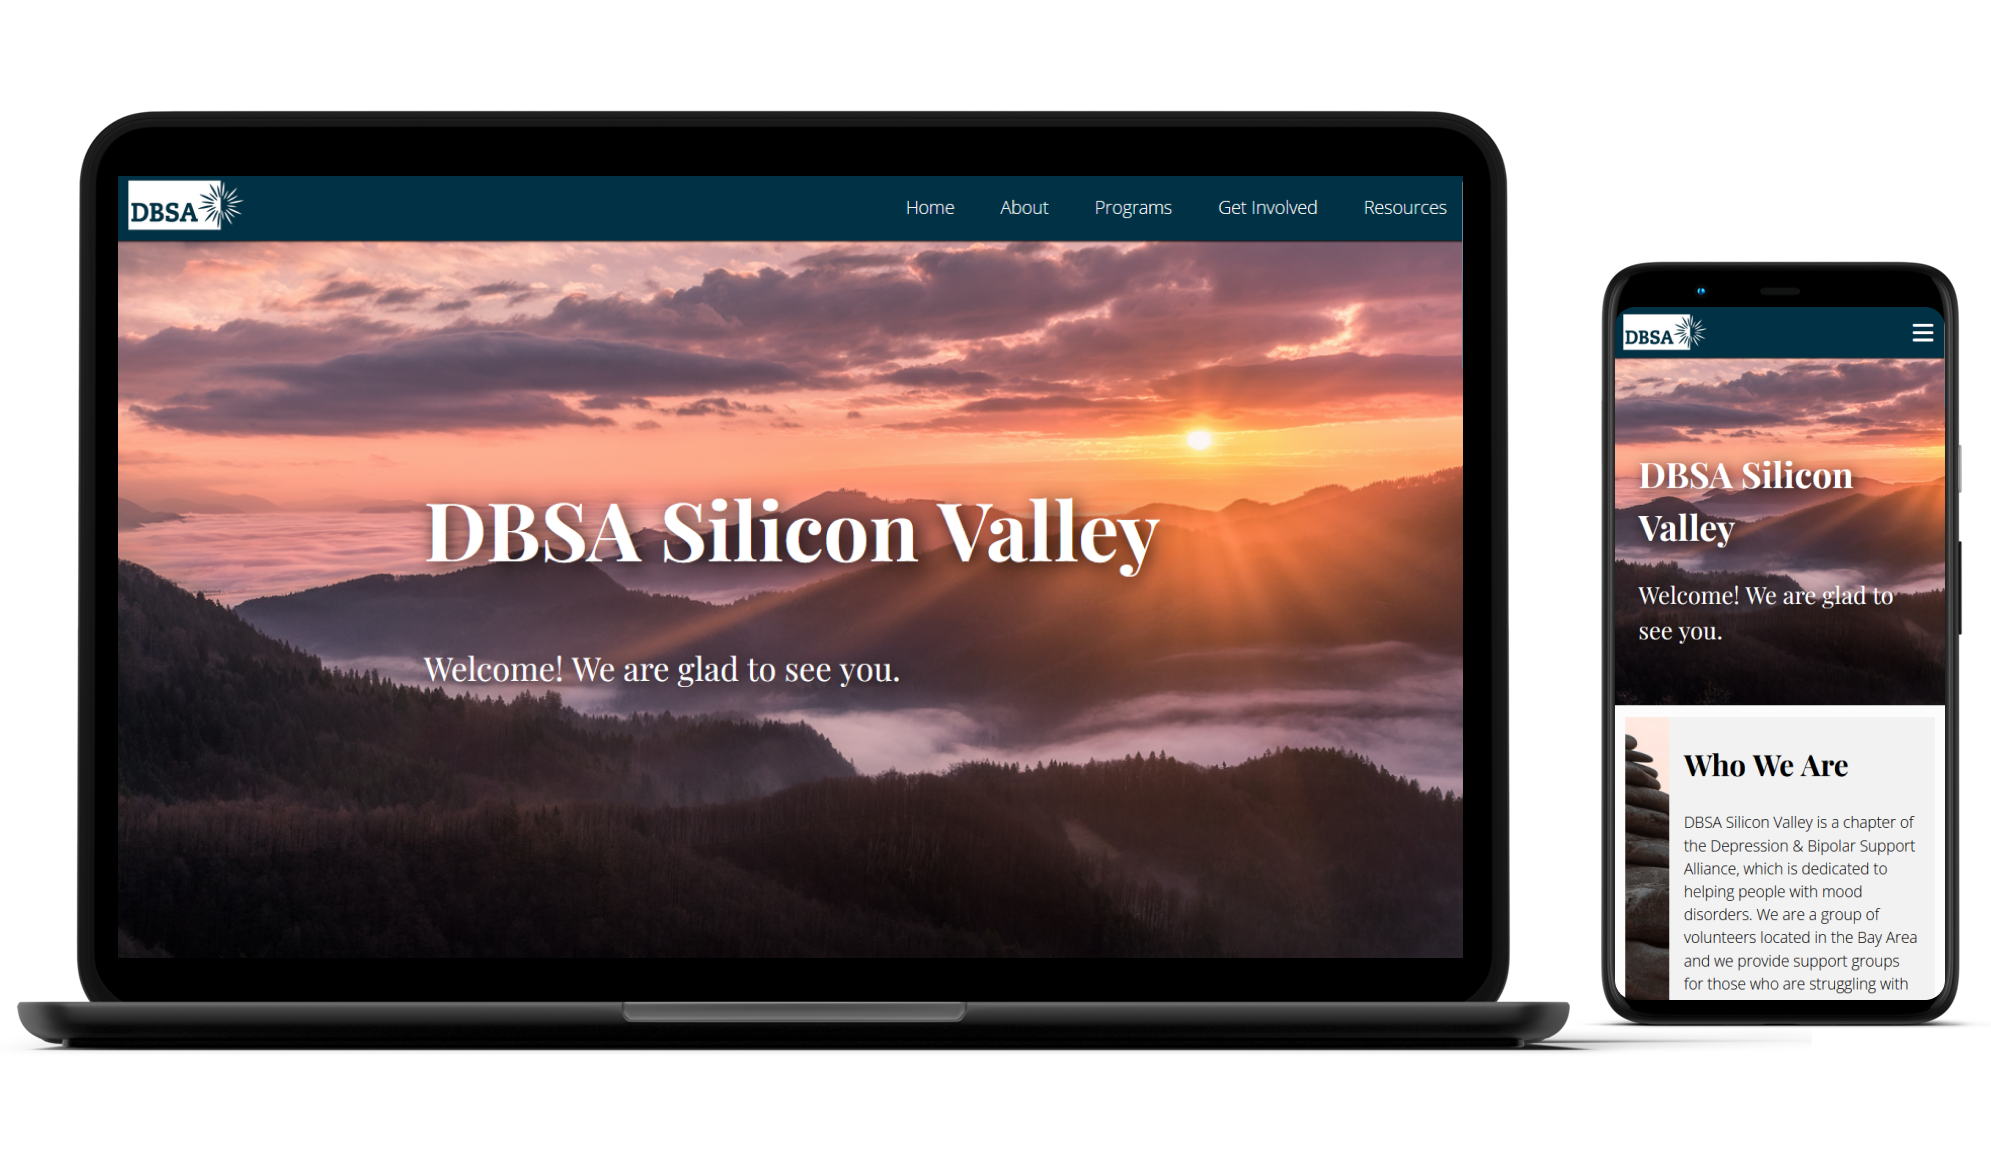 DBSA
Home About Programs Get Involved Resources
DBSA Silicon Valley
Welcome! We are glad to see you.
DBSA
DBSA Silicon
Valley
Welcome! We are glad to
see you.
Who We Are
DBSA Silicon Valley is a chapter of
the Depression & Bipolar Support
Alliance, which is dedicated to
helping people with mood
disorders. We are a group of
volunteers located in the Bay Area
and we provide support groups
for those who are struggling with